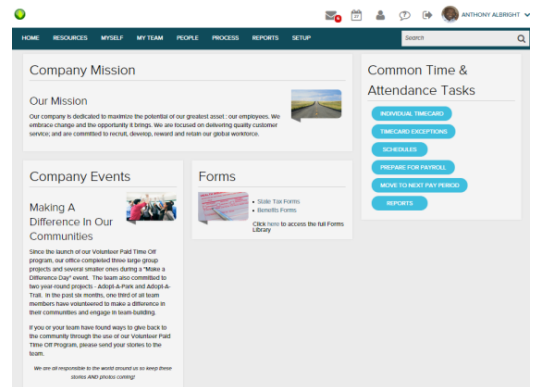 ANTHONY ALBRIGHT
HOME RESOURCES MYSELF MY TEAM PEOPLE PROCESS REPORTS SETUP
Search
Company Mission
Our Mission
Our company is dedicated to maximize the potential of our greatest asset : our employees. We
embrace change and the opportunity it brings. We are focused on delivering quality customer
service; and are committed to recruit, develop, reward and retain our global workforce.
Company Events
Making A
Difference In Our
Communities
Since the launch of our Volunteer Paid Time Off
program, our office completed three large group
projects and several smaller ones during a "Make a
Difference Day" event. The team also committed to
two year-round projects - Adopt-A-Park and Adopt-A-
Trail. In the past six months, one third of all team
members have volunteered to make a difference in
their communities and engage in team-building.
If you or your team have found ways to give back to
the community through the use of our Volunteer Paid
Time Off Program, please send your stories to the
team.
We are all responsible to the world around us so keep these
stories AND photos coming!
Forms
State Tax Forms
Benefits Forms
Click here to access the full Forms
Library
Common Time &
Attendance Tasks
INDIVIDUAL TIMECARD
TIMECARD EXCEPTIONS
SCHEDULES
PREPARE FOR PAYROLL
MOVE TO NEXT PAY PERIOD
REPORTS